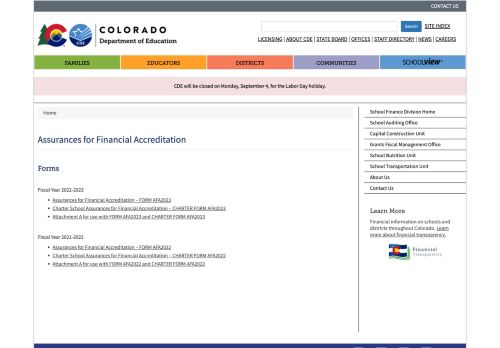 CONTACT US
COLORADO
Department of Education
CDE
Search
SITE INDEX
LICENSING | ABOUT CDE | STATE BOARD | OFFICES | STAFF DIRECTORY | NEWS | CAREERS
FAMILIES
EDUCATORS
DISTRICTS
COMMUNITIES
SCHOOLVIEW
CDE will be closed on Monday, September 4, for the Labor Day holiday.
Home
Assurances for Financial Accreditation
Forms
Fiscal Year 2022-2023
Assurances for Financial Accreditation – FORM AFA2023
Charter School Assurances for Financial Accreditation – CHARTER FORM AFA2023
Attachment A for use with FORM AFA2023 and CHARTER FORM AFA2023
Fiscal Year 2021-2022
Assurances for Financial Accreditation – FORM AFA2022
Charter School Assurances for Financial Accreditation – CHARTER FORM AFA2022
Attachment A for use with FORM AFA2022 and CHARTER FORM AFA2022
School Finance Division Home
School Auditing Office
Capital Construction Unit
Grants Fiscal Management Office
School Nutrition Unit
School Transportation Unit
About Us
Contact Us
Learn More
Financial information on schools and
districts throughout Colorado. Learn
more about financial transparency.
Financial
Transparency